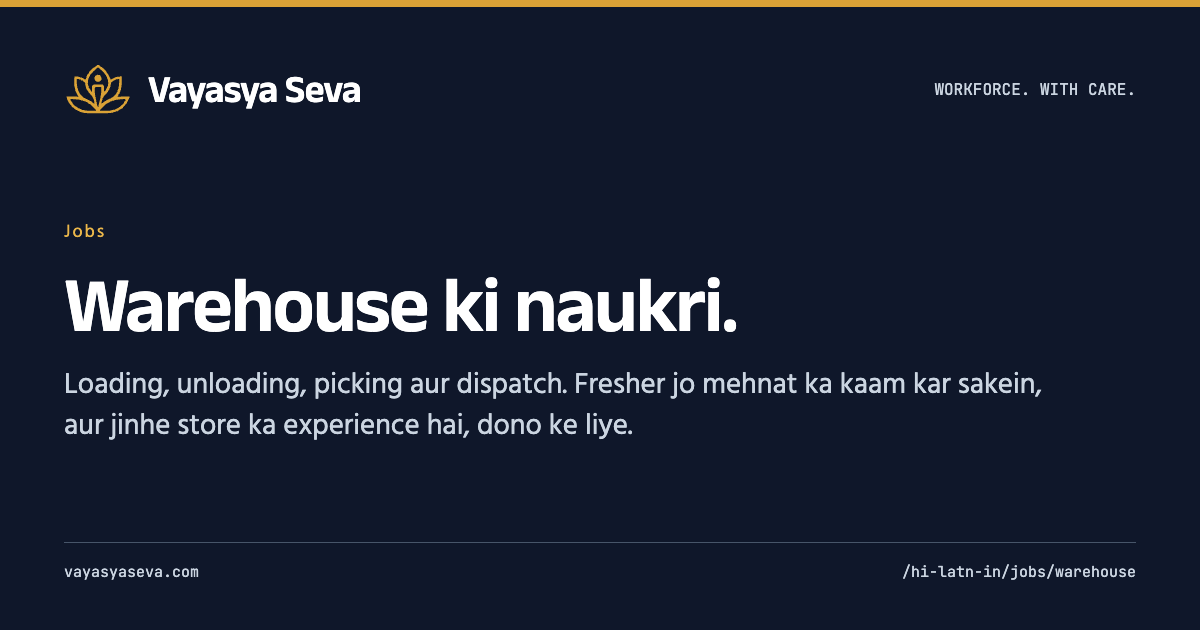 Vayasya Seva
WORKFORCE. WITH CARE.
Jobs
Warehouse ki naukri.
Loading, unloading, picking aur dispatch. Fresher jo mehnat ka kaam kar sakein,
aur jinhe store ka experience hai, dono ke liye.
vayasyaseva.com
/hi-latn-in/jobs/warehouse